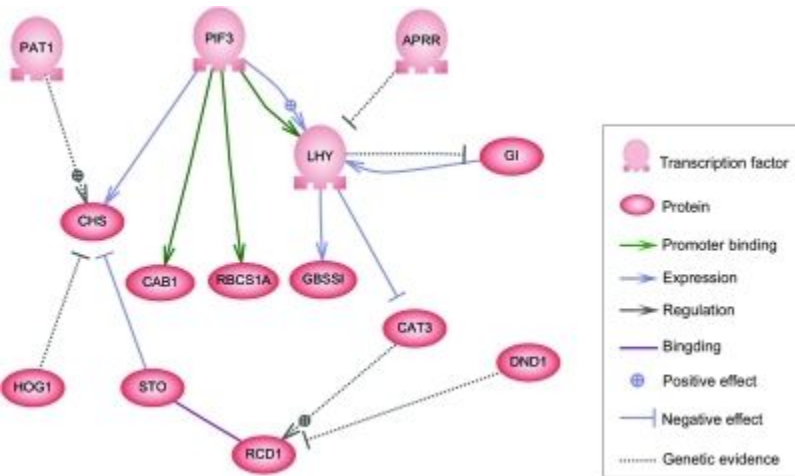 PAT1
PIF3
APRR
LHY
GI
CHS
CAB1
RBCS1A
GBSSI
CAT3
DND1
HOG1
STO
RCD1
Transcription factor
Protein
Promoter binding
Expression
Regulation
Bingding
Positive effect
Negative effect
Genetic evidence